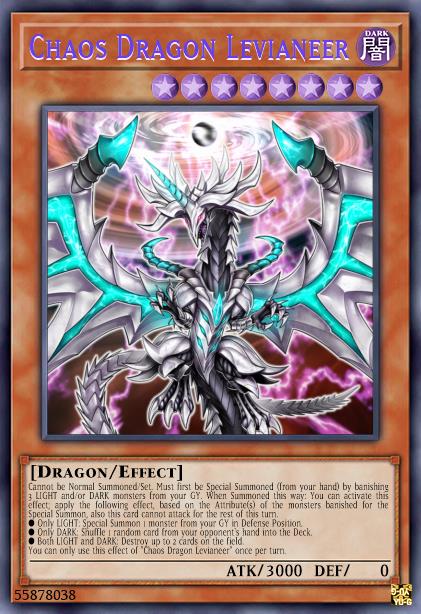 CHAOS DRAGON LEVIANEER
DARK
闇
[DRAGON/EFFECT]
Cannot be Normal Summoned/Set. Must first be Special Summoned (from your hand) by banishing
3 LIGHT and/or DARK monsters from your GY. When Summoned this way: You can activate this
effect; apply the following effect, based on the Attribute(s) of the monsters banished for the
Special Summon, also this card cannot attack for the rest of this turn.
● Only LIGHT: Special Summon 1 monster from your GY in Defense Position.
● Only DARK: Shuffle 1 random card from your opponent's hand into the Deck.
● Both LIGHT and DARK: Destroy up to 2 cards on the field.
You can only use this effect of "Chaos Dragon Levianeer" once per turn.
ATK/3000 DEF/ 0
55878038